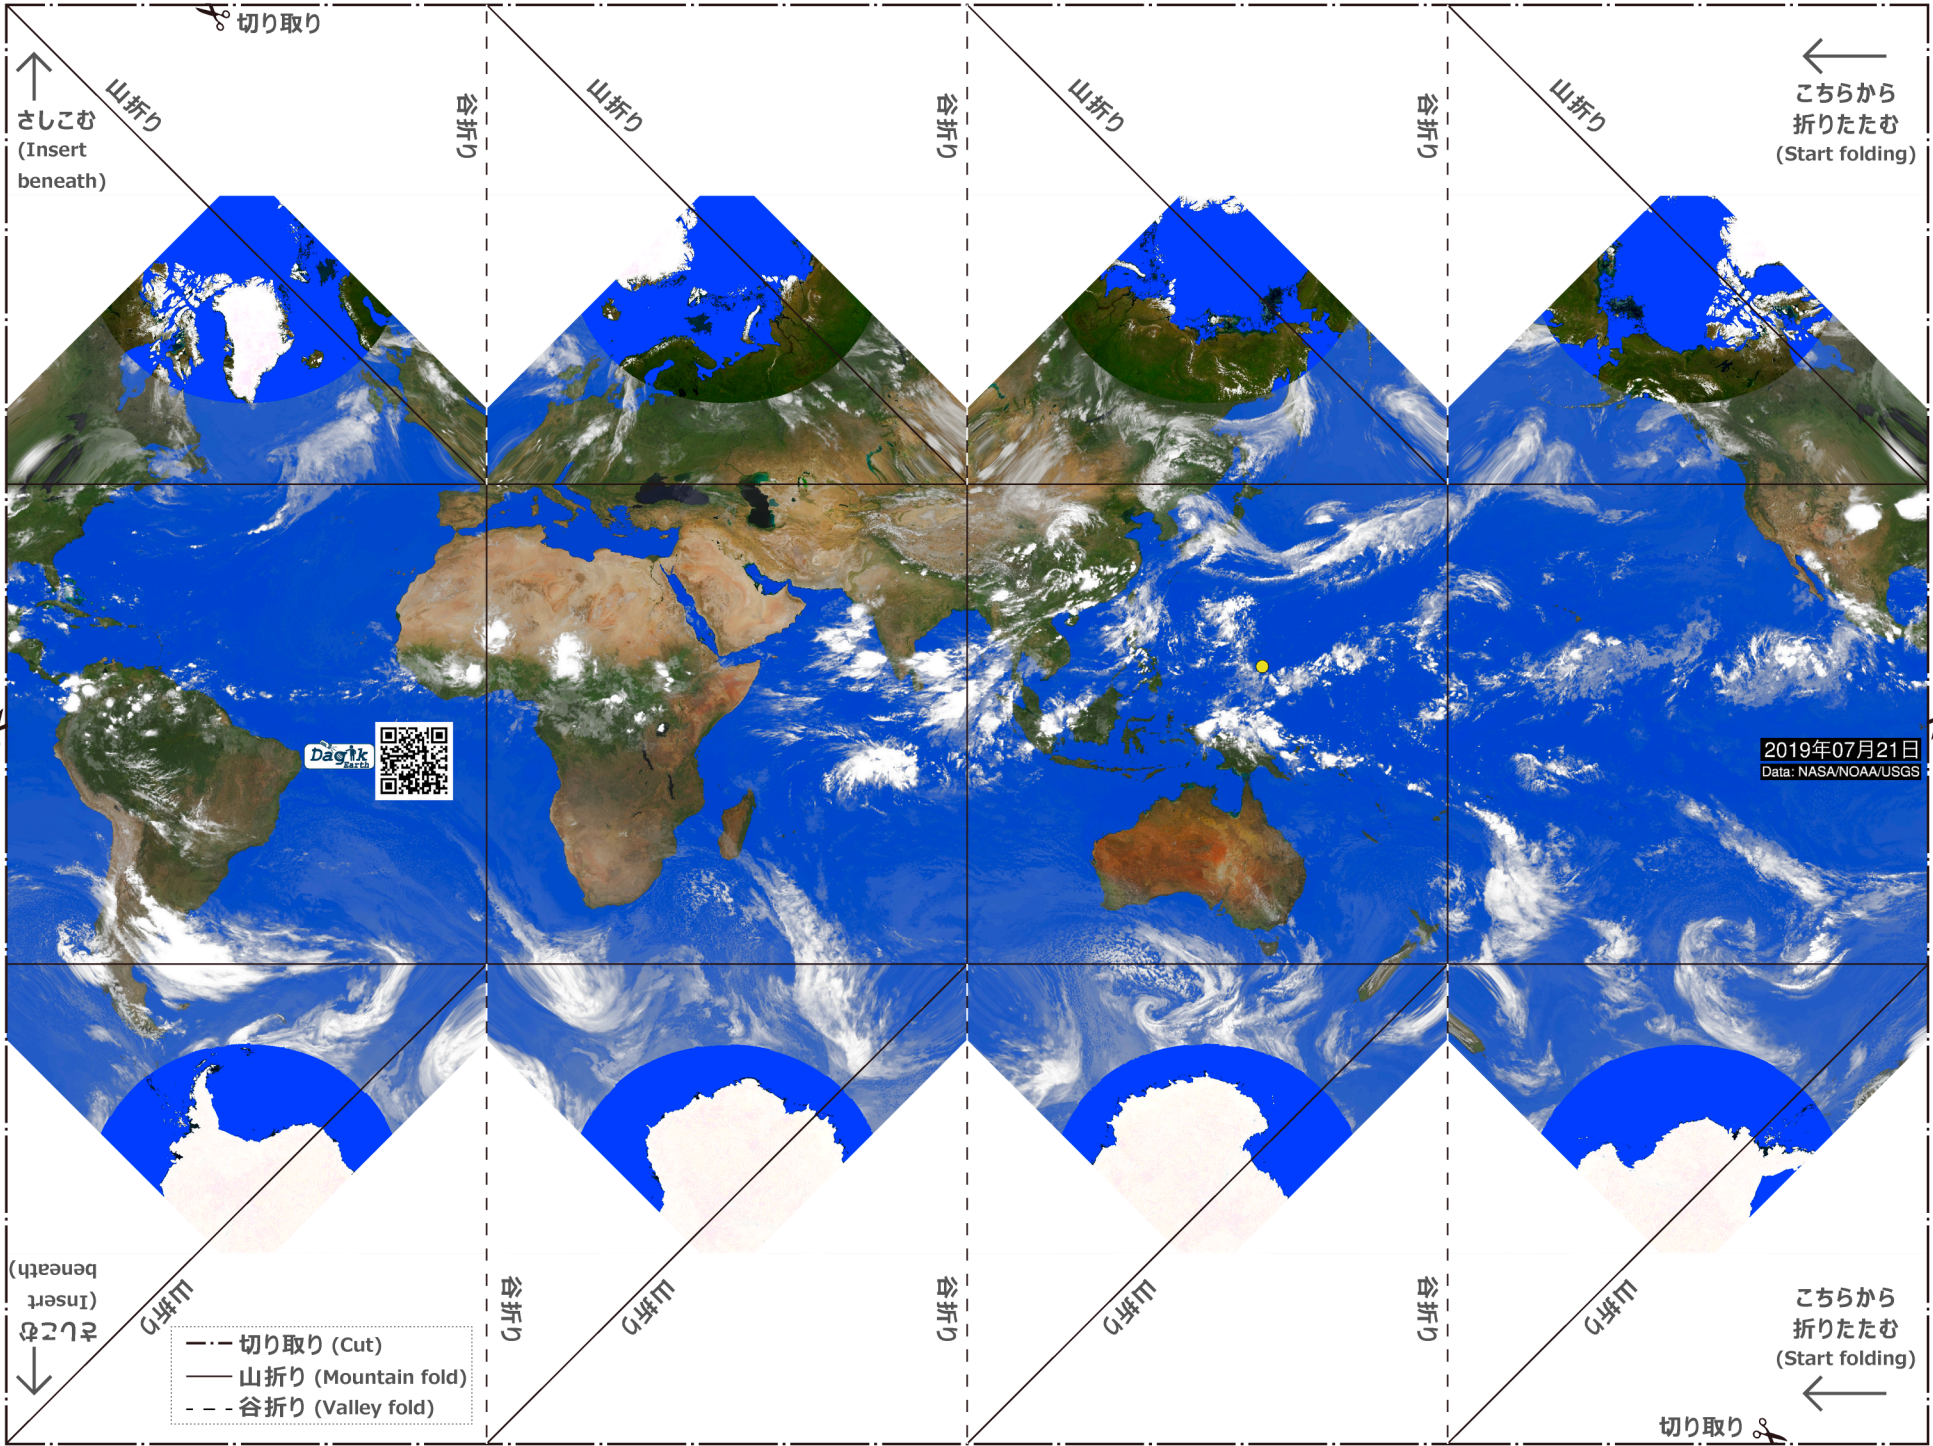 切り取り
さしこむ
(Insert
beneath)
山折り
谷折り
山折り
谷折り
山折り
谷折り
山折り
こちらから
折りたたむ
(Start folding)
Dagik
Earth
2019年07月21日
Data: NASA/NOAA/USGS
さしこむ
(Insert
beneath)
山折り
谷折り
山折り
谷折り
山折り
谷折り
山折り
こちらから
折りたたむ
(Start folding)
切り取り (Cut)
山折り (Mountain fold)
谷折り (Valley fold)
切り取り